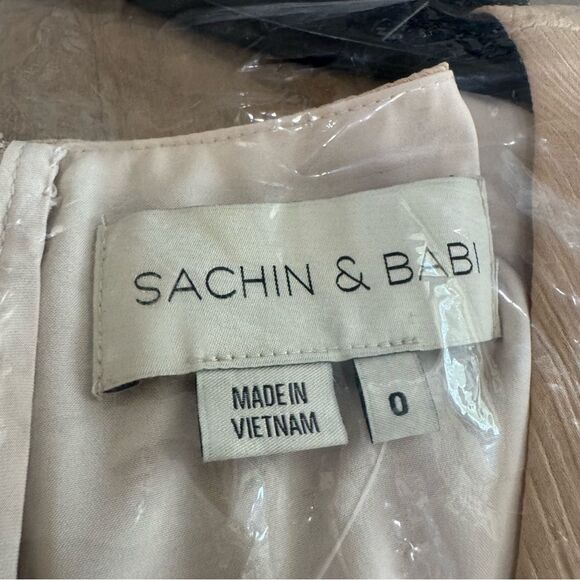 SACHIN & BABI
MADE IN
VIETNAM
0